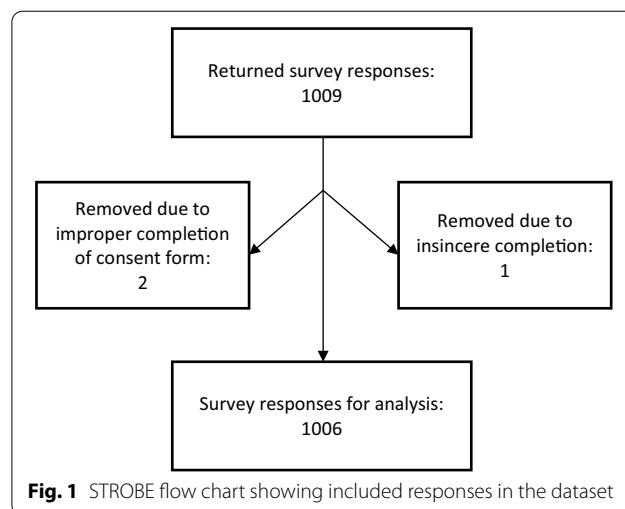 Returned survey responses:
1009
Removed due to
improper completion
of consent form:
2
Removed due to
insincere completion:
1
Survey responses for analysis:
1006
Fig. 1 STROBE flow chart showing included responses in the dataset